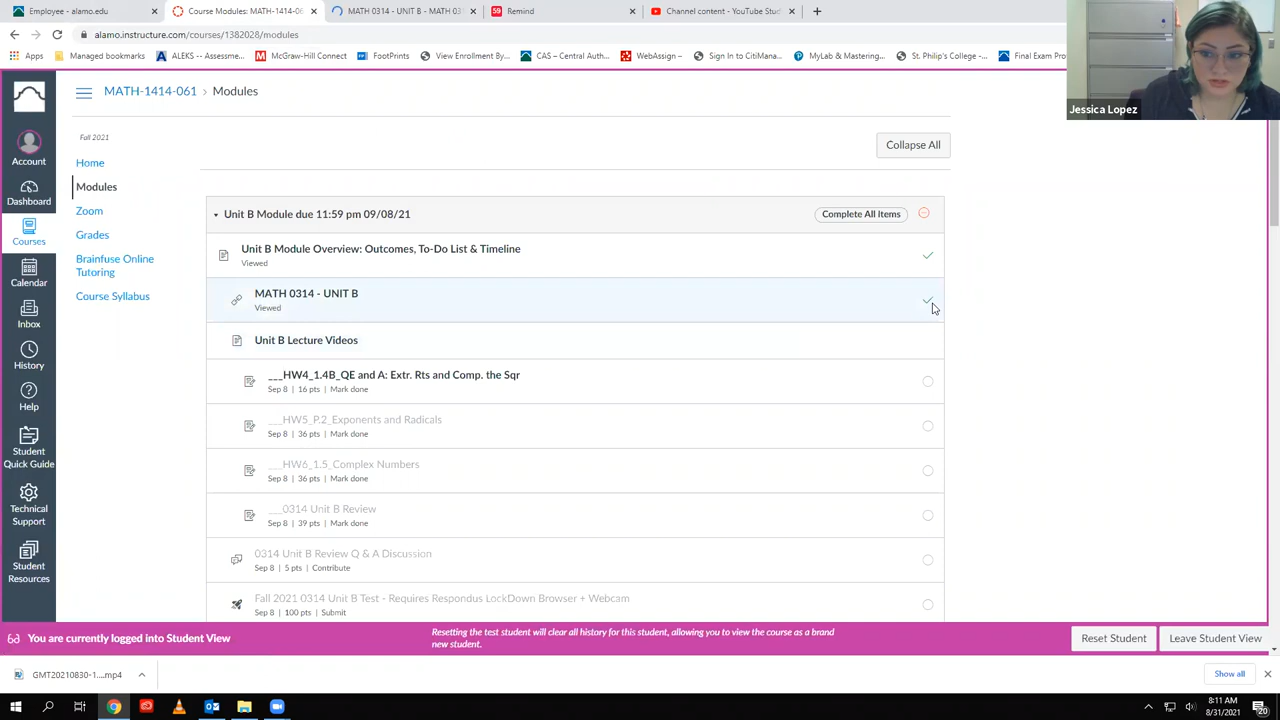 Employee - alamo.edu
Course Modules: MATH-1414-06
MATH 0314 - UNIT B - MATH 03
59 Remind
Channel content - YouTube Stud
alamo.instructure.com/courses/1382028/modules
Apps
Managed bookmarks
ALEKS -- Assessme...
McGraw-Hill Connect
FootPrints
View Enrollment By...
CAS – Central Auth...
WebAssign –
Sign In to CitiMana...
MyLab & Mastering...
St. Philip's College -...
Final Exam Pro
Jessica Lopez
MATH-1414-061 › Modules
Fall 2021
Home
Modules
Zoom
Grades
Brainfuse Online
Tutoring
Course Syllabus
Account
Dashboard
Courses
Calendar
Inbox
History
Help
Student
Quick Guide
Technical
Support
Student
Resources
Collapse All
Unit B Module due 11:59 pm 09/08/21
Complete All Items
Unit B Module Overview: Outcomes, To-Do List & Timeline
Viewed
MATH 0314 - UNIT B
Viewed
Unit B Lecture Videos
___HW4_1.4B_QE and A: Extr. Rts and Comp. the Sqr
Sep 8 | 16 pts | Mark done
___HW5_P.2_Exponents and Radicals
Sep 8 | 36 pts | Mark done
___HW6_1.5_Complex Numbers
Sep 8 | 36 pts | Mark done
___0314 Unit B Review
Sep 8 | 39 pts | Mark done
0314 Unit B Review Q & A Discussion
Sep 8 | 5 pts | Contribute
Fall 2021 0314 Unit B Test - Requires Respondus LockDown Browser + Webcam
Sep 8 | 100 pts | Submit
You are currently logged into Student View
Resetting the test student will clear all history for this student, allowing you to view the course as a brand
new student.
Reset Student
Leave Student View
GMT20210830-1....mp4
Show all
8:11 AM
8/31/2021
20